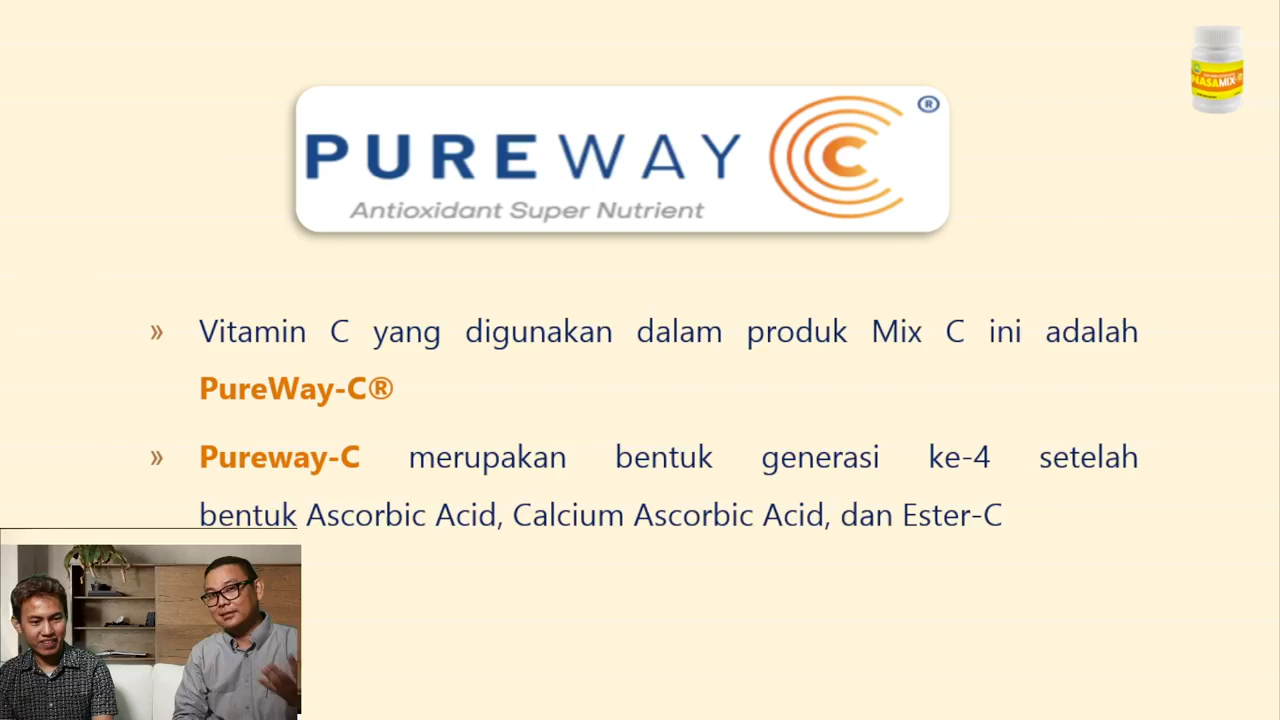 PUREWAY C ®
Antioxidant Super Nutrient
» Vitamin C yang digunakan dalam produk Mix C ini adalah
PureWay-C®
» Pureway-C merupakan bentuk generasi ke-4 setelah
bentuk Ascorbic Acid, Calcium Ascorbic Acid, dan Ester-C